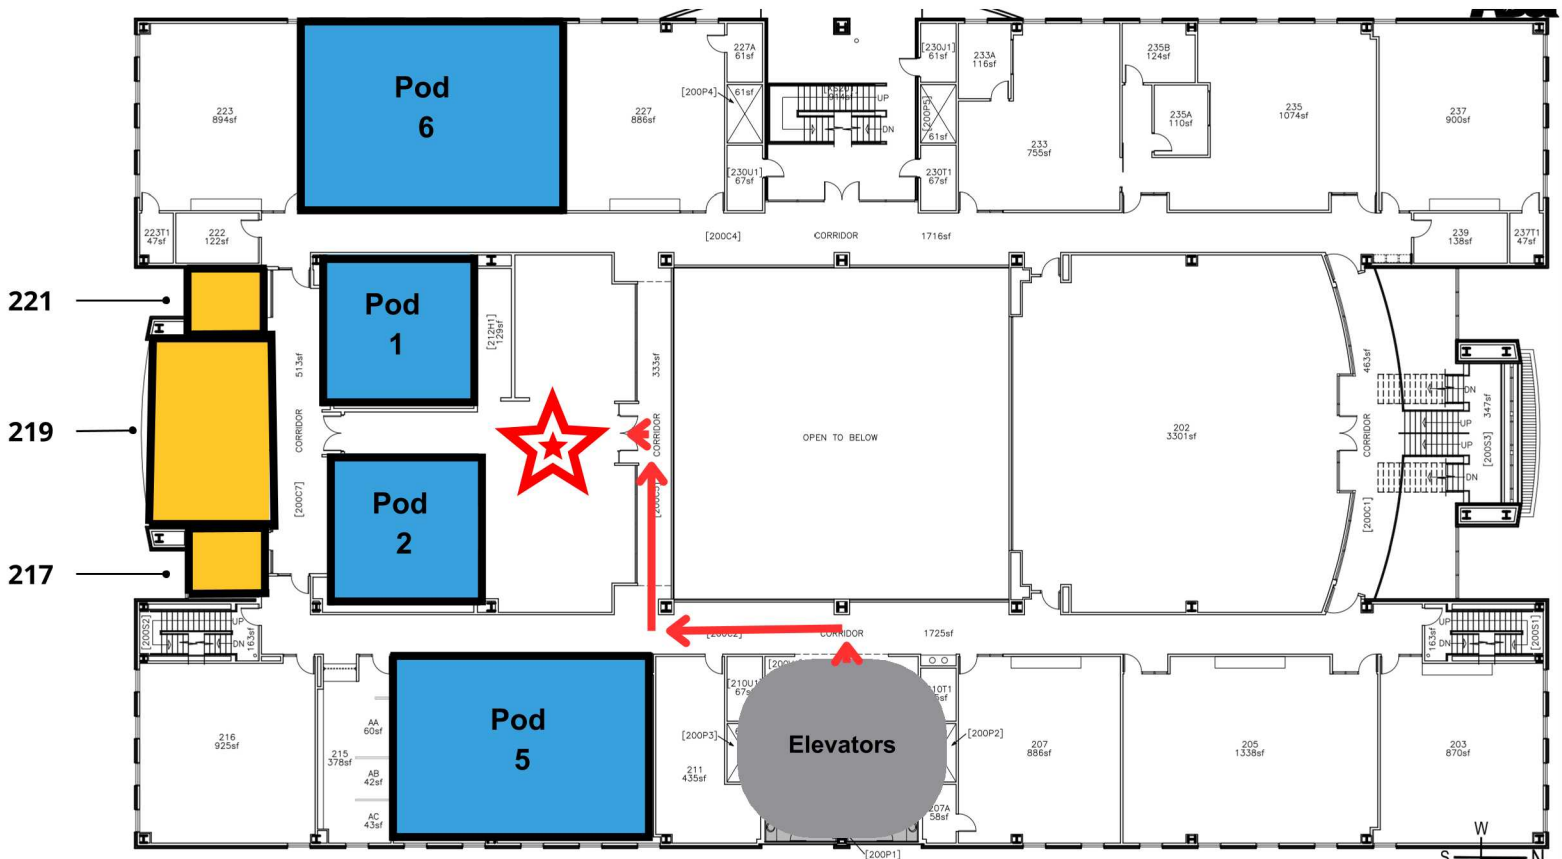 223
894sf
Pod
6
227
886sf
227A
61sf
[200P4]
61sf
[230U1]
67sf
UP
DN
[230J1]
61sf
[200P5]
61sf
230T1
67sf
233A
116sf
233
755sf
235B
124sf
235A
110sf
235
1074sf
237
900sf
223T1
47sf
222
122sf
[200C4]
CORRIDOR
1716sf
239
138sf
237T1
47sf
221
219
217
513sf
CORRIDOR
[200C7]
Pod
1
[212H1]
129sf
Pod
2
333sf
CORRIDOR
OPEN TO BELOW
202
3301sf
463sf
CORRIDOR
[200C1]
DN
UP
UP
DN
347sf
[200S3]
[200S2]
UP
DN
163sf
CORRIDOR
1725sf
163sf
UP
DN
[200S1]
216
925sf
215
378sf
AA
60sf
AB
42sf
AC
43sf
Pod
5
211
435sf
[210U1]
[200P3]
Elevators
[200P2]
207A
58sf
[200P1]
207
886sf
205
1338sf
203
870sf
W
S
N